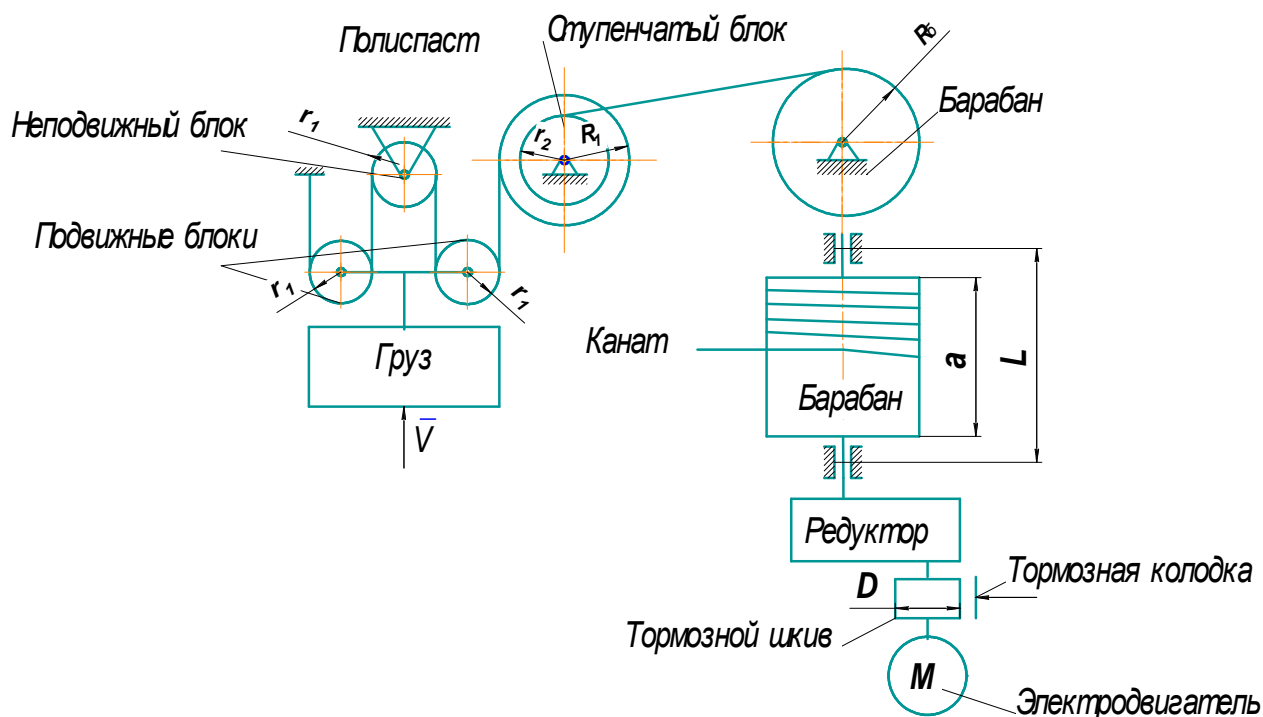 Полиспаст
Ступенчатый блок
Rб
Неподвижный блок
r1
r2
R1
Барабан
Подвижные блоки
r1
r1
Груз
V
Канат
Барабан
a
L
Редуктор
D
Тормозная колодка
Тормозной шкив
M
Электродвигатель